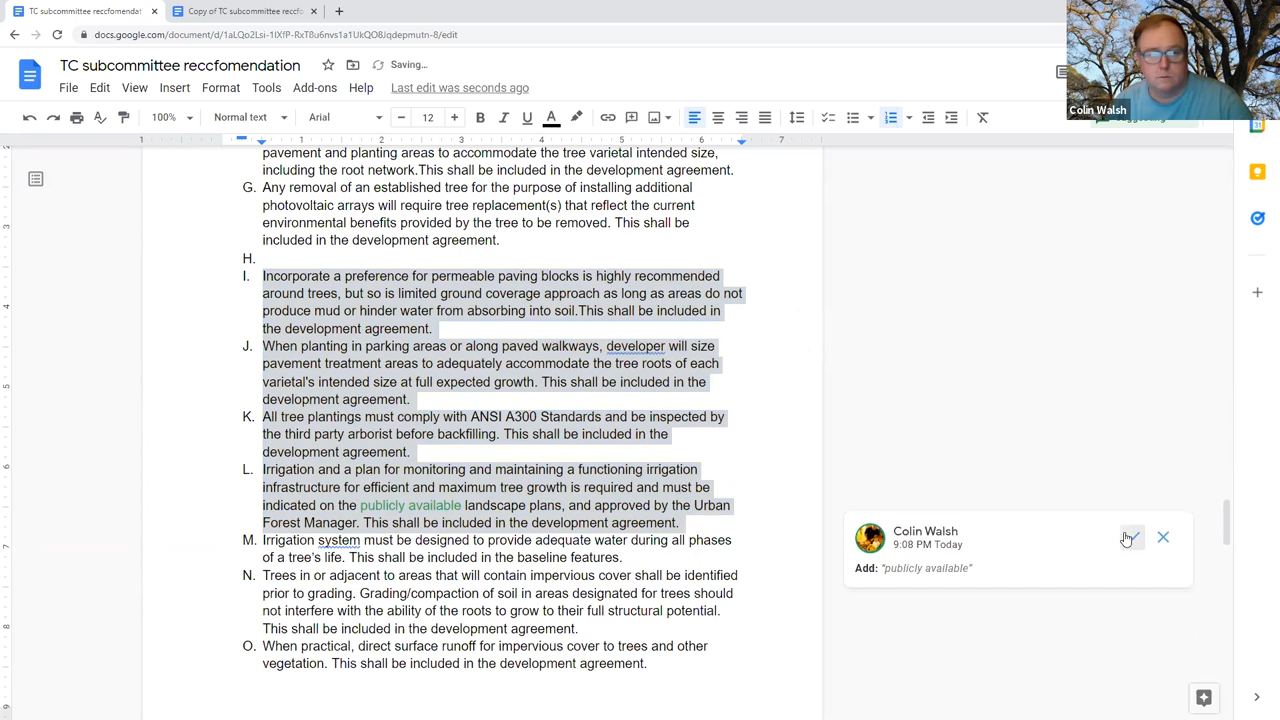 TC subcommittee reccfomendat
Copy of TC subcommittee reccfo
docs.google.com/document/d/1aLQo2Lsi-1lXfP-RxT8u6nvs1a1UkQO8Jqdepmutn-8/edit
TC subcommittee reccfomendation
Saving…
File Edit View Insert Format Tools Add-ons Help Last edit was seconds ago
Colin Walsh
100% Normal text Arial 12 B I U A
1 1 2 3 4 5 6 7
pavement and planting areas to accommodate the tree varietal intended size,
including the root network.This shall be included in the development agreement.
G. Any removal of an established tree for the purpose of installing additional
photovoltaic arrays will require tree replacement(s) that reflect the current
environmental benefits provided by the tree to be removed. This shall be
included in the development agreement.
H.
I. Incorporate a preference for permeable paving blocks is highly recommended
around trees, but so is limited ground coverage approach as long as areas do not
produce mud or hinder water from absorbing into soil.This shall be included in
the development agreement.
J. When planting in parking areas or along paved walkways, developer will size
pavement treatment areas to adequately accommodate the tree roots of each
varietal's intended size at full expected growth. This shall be included in the
development agreement.
K. All tree plantings must comply with ANSI A300 Standards and be inspected by
the third party arborist before backfilling. This shall be included in the
development agreement.
L. Irrigation and a plan for monitoring and maintaining a functioning irrigation
infrastructure for efficient and maximum tree growth is required and must be
indicated on the publicly available landscape plans, and approved by the Urban
Forest Manager. This shall be included in the development agreement.
M. Irrigation system must be designed to provide adequate water during all phases
of a tree's life. This shall be included in the baseline features.
N. Trees in or adjacent to areas that will contain impervious cover shall be identified
prior to grading. Grading/compaction of soil in areas designated for trees should
not interfere with the ability of the roots to grow to their full structural potential.
This shall be included in the development agreement.
O. When practical, direct surface runoff for impervious cover to trees and other
vegetation. This shall be included in the development agreement.
Colin Walsh
9:08 PM Today
Add: "publicly available"